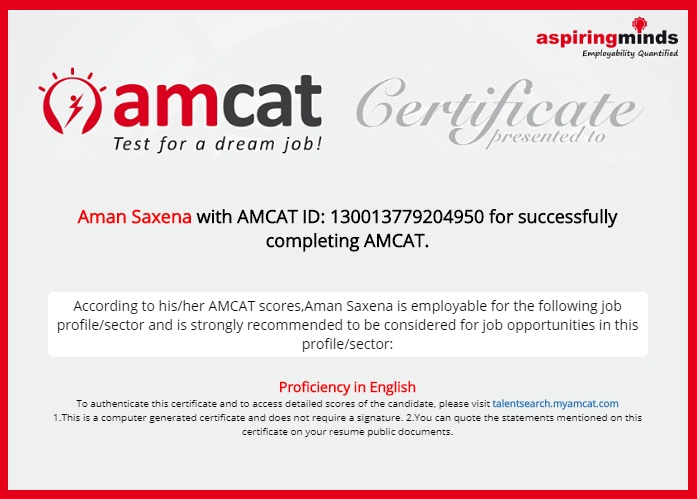 aspiringminds
Employability Quantified
amcat
Test for a dream job!
Certificate
presented to
Aman Saxena with AMCAT ID: 130013779204950 for successfully
completing AMCAT.
According to his/her AMCAT scores,Aman Saxena is employable for the following job
profile/sector and is strongly recommended to be considered for job opportunities in this
profile/sector:
Proficiency in English
To authenticate this certificate and to access detailed scores of the candidate, please visit talentsearch.myamcat.com
1.This is a computer generated certificate and does not require a signature. 2.You can quote the statements mentioned on this
certificate on your resume public documents.